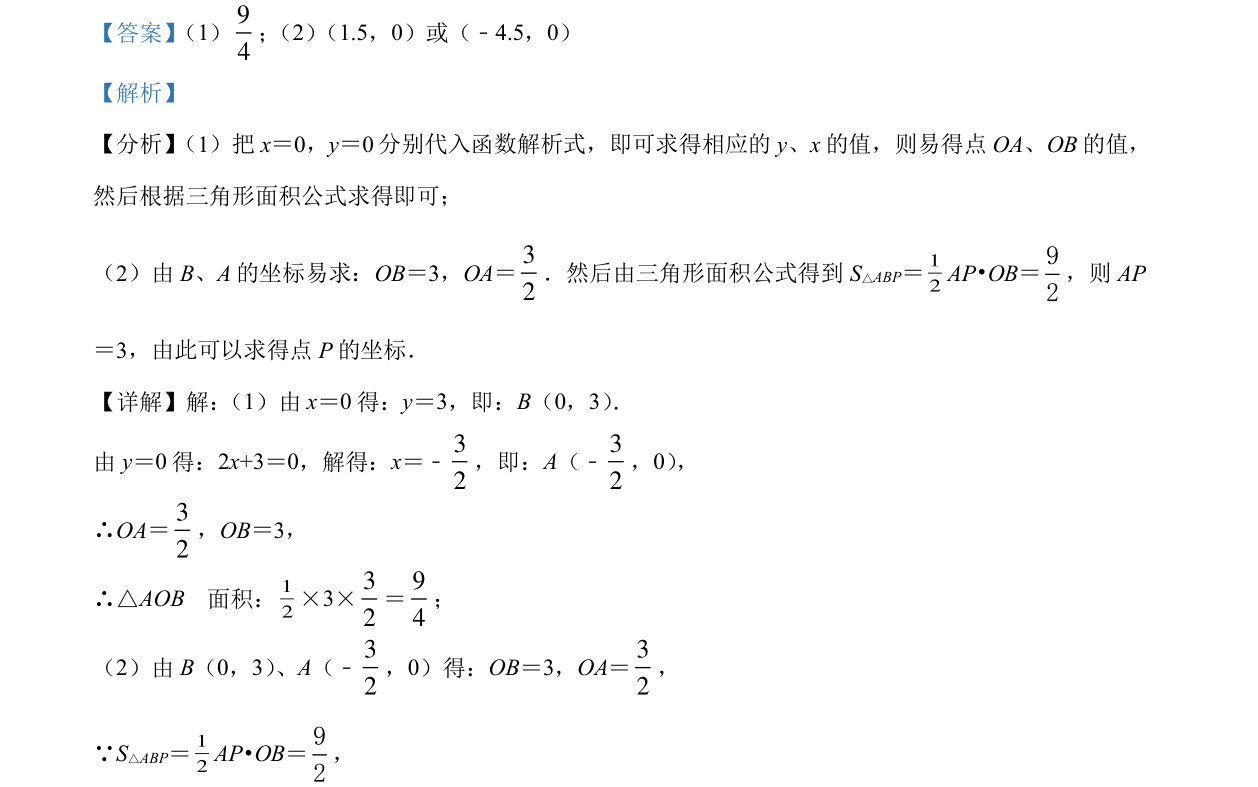 【答案】（1）9/4；（2）（1.5，0）或（﹣4.5，0）
【解析】
【分析】（1）把 x＝0，y＝0 分别代入函数解析式，即可求得相应的 y、x 的值，则易得点 OA、OB 的值，
然后根据三角形面积公式求得即可；
（2）由 B、A 的坐标易求：OB＝3，OA＝3/2．然后由三角形面积公式得到 S△ABP＝1/2 AP•OB＝9/2，则 AP
＝3，由此可以求得点 P 的坐标．
【详解】解：（1）由 x＝0 得：y＝3，即：B（0，3）．
由 y＝0 得：2x+3＝0，解得：x＝﹣3/2，即：A（﹣3/2，0），
∴OA＝3/2，OB＝3，
∴△AOB 面积：1/2×3×3/2＝9/4；
（2）由 B（0，3）、A（﹣3/2，0）得：OB＝3，OA＝3/2，
∵S△ABP＝1/2 AP•OB＝9/2，